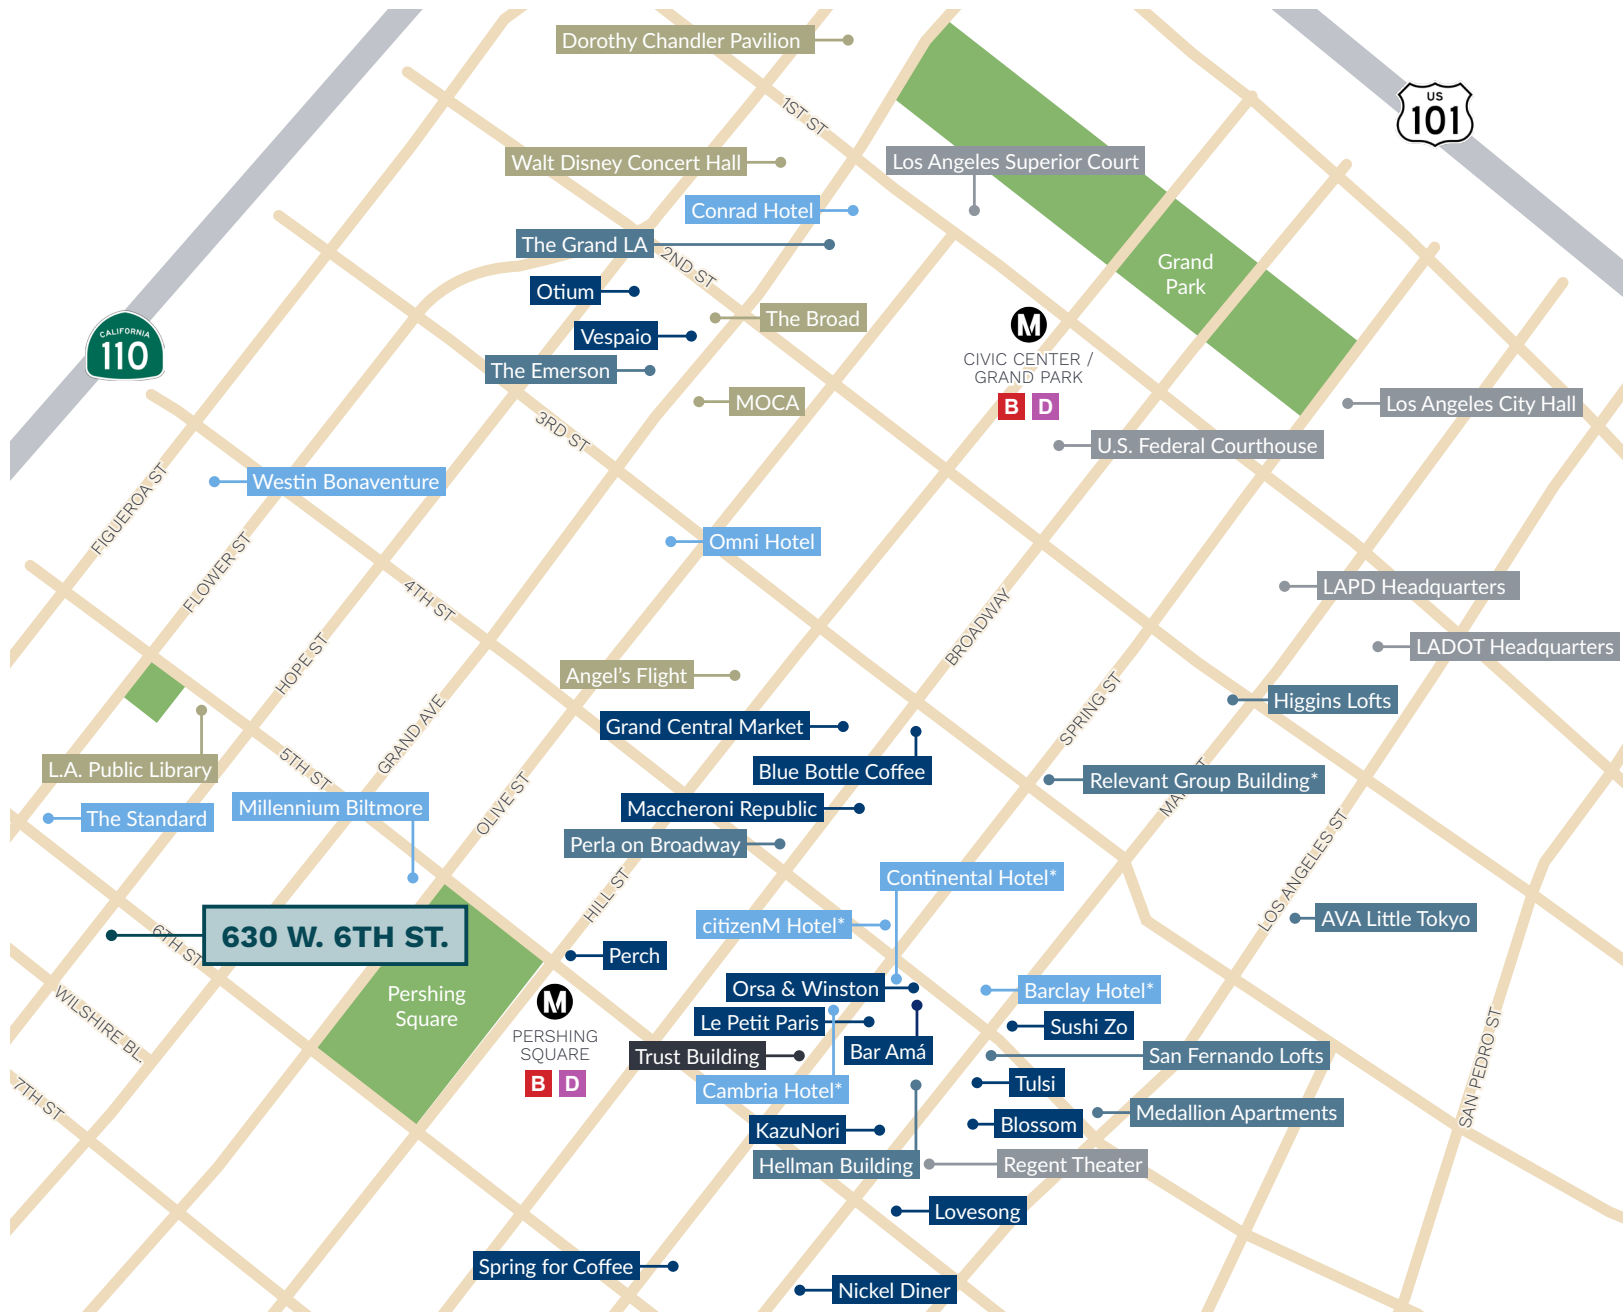 Dorothy Chandler Pavilion
1ST ST
US
101
Walt Disney Concert Hall
Los Angeles Superior Court
Conrad Hotel
The Grand LA
2ND ST
Grand
Park
Otium
The Broad
Vespaio
CALIFORNIA
110
M
CIVIC CENTER /
GRAND PARK
B D
The Emerson
MOCA
Los Angeles City Hall
3RD ST
U.S. Federal Courthouse
Westin Bonaventure
FIGUEROA ST
Omni Hotel
FLOWER ST
4TH ST
LAPD Headquarters
BROADWAY
LADOT Headquarters
HOPE ST
Angel's Flight
Higgins Lofts
SPRING ST
GRAND AVE
Grand Central Market
L.A. Public Library
5TH ST
Blue Bottle Coffee
Relevant Group Building*
The Standard
Millennium Biltmore
OLIVE ST
Maccheroni Republic
LOS ANGELES ST
Perla on Broadway
HILL ST
Continental Hotel*
citizenM Hotel*
AVA Little Tokyo
630 W. 6TH ST.
6TH ST
Perch
Pershing
Square
Orsa & Winston
Barclay Hotel*
M
PERSHING
SQUARE
B D
WILSHIRE BL.
Le Petit Paris
Sushi Zo
Bar Amá
Trust Building
San Fernando Lofts
SAN PEDRO ST
Cambria Hotel*
Tulsi
7TH ST
Medallion Apartments
KazuNori
Blossom
Hellman Building
Regent Theater
Lovesong
Spring for Coffee
Nickel Diner